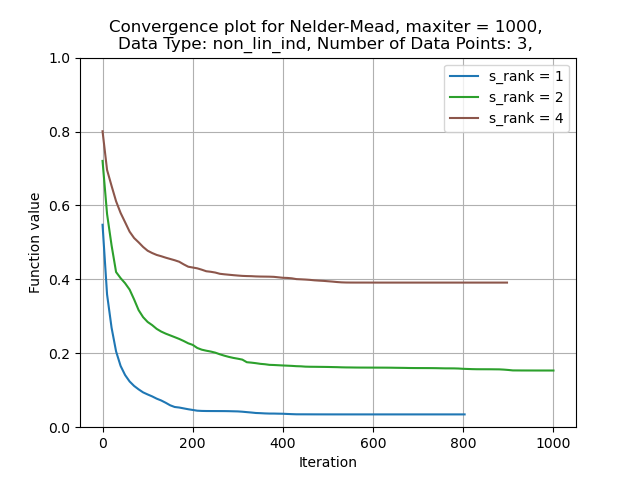 Convergence plot for Nelder-Mead, maxiter = 1000,
Data Type: non_lin_ind, Number of Data Points: 3,
1.0
0.8
0.6
0.4
0.2
0.0
Function value
s_rank = 1
s_rank = 2
s_rank = 4
0 200 400 600 800 1000
Iteration